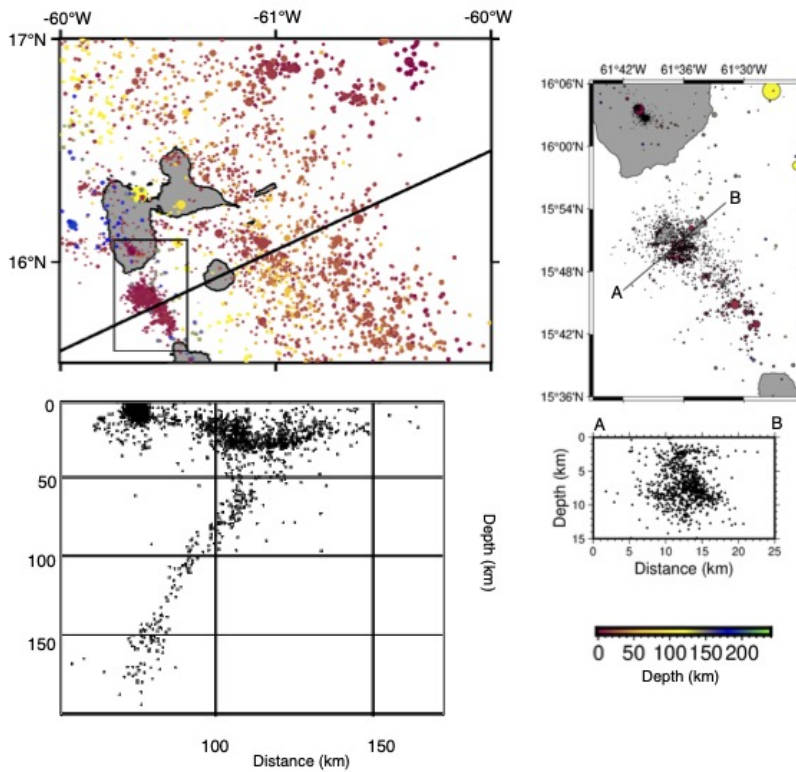 -60°W -61°W -60°W
17°N
16°N
61°42'W 61°36'W 61°30'W
16°06'N
16°00'N
15°54'N
15°48'N
15°42'N
15°36'N
B
A
0
50
100
150
Depth (km)
100 150
Distance (km)
A B
0
5
10
15
Depth (km)
0 5 10 15 20 25
Distance (km)
0 50 100 150 200
Depth (km)